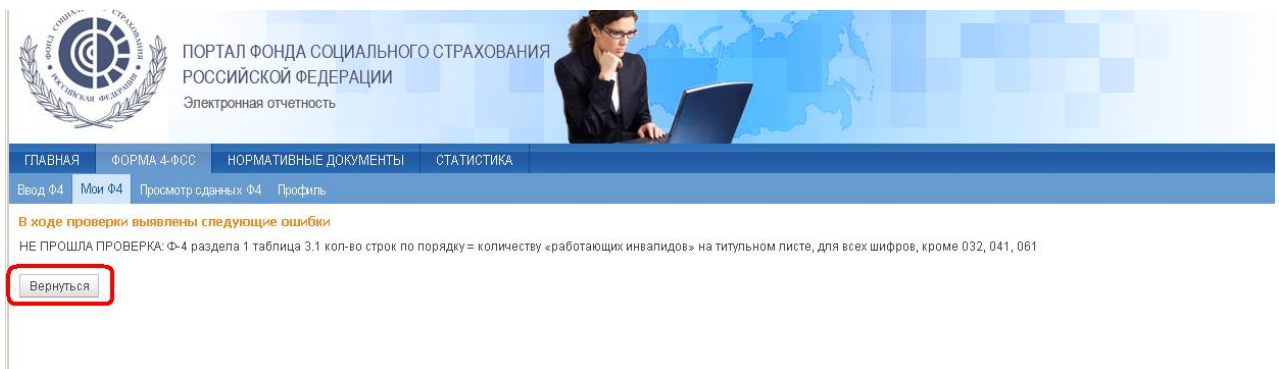 ПОРТАЛ ФОНДА СОЦИАЛЬНОГО СТРАХОВАНИЯ
РОССИЙСКОЙ ФЕДЕРАЦИИ
Электронная отчетность
ГЛАВНАЯ ФОРМА 4-ФСС НОРМАТИВНЫЕ ДОКУМЕНТЫ СТАТИСТИКА
Ввод Ф4 Мои Ф4 Просмотр сданных Ф4 Профиль
В ходе проверки выявлены следующие ошибки
НЕ ПРОШЛА ПРОВЕРКА: Ф-4 раздела 1 таблица 3.1 кол-во строк по порядку = количеству «работающих инвалидов» на титульном листе, для всех шифров, кроме 032, 041, 061
Вернуться